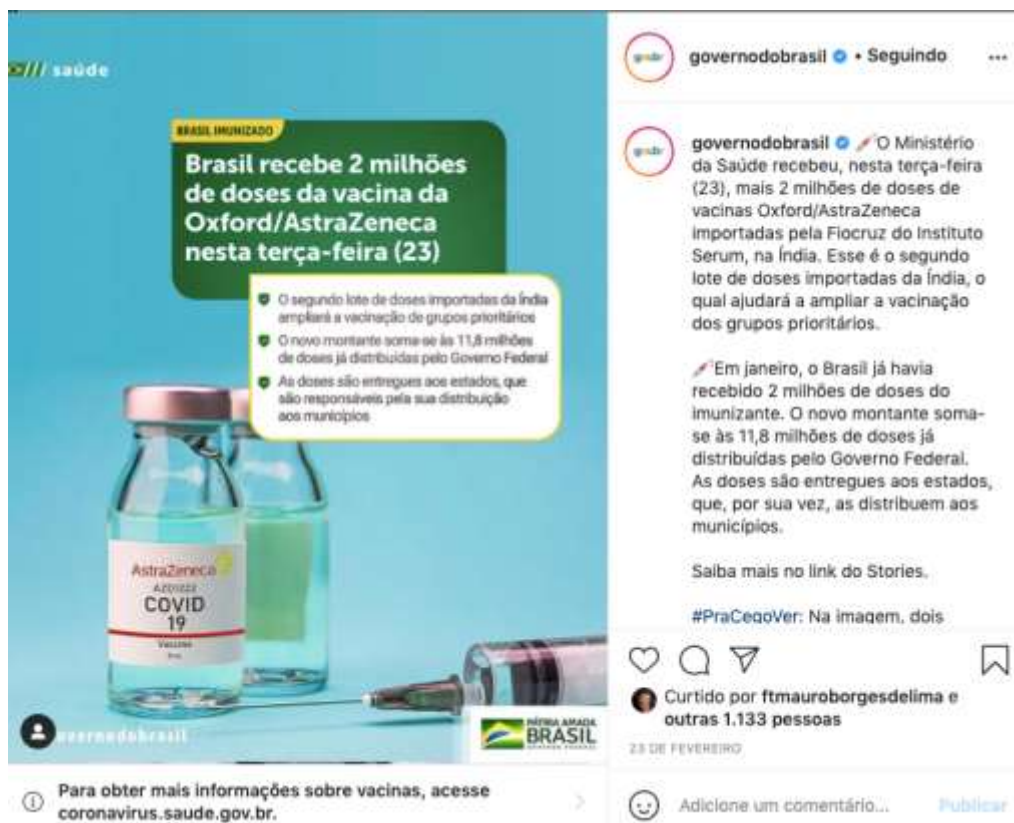 /// saúde
BRASIL IMUNIZADO
Brasil recebe 2 milhões
de doses da vacina da
Oxford/AstraZeneca
nesta terça-feira (23)
O segundo lote de doses importadas da Índia
ampliará a vacinação de grupos prioritários
O novo montante soma-se às 11,8 milhões
de doses já distribuídas pelo Governo Federal
As doses são entregues aos estados, que
são responsáveis pela sua distribuição
aos municípios
AstraZeneca
AZD1222
COVID
19
Vaccine
governodobrasil
PÁTRIA AMADA
BRASIL
GOVERNO FEDERAL
Para obter mais informações sobre vacinas, acesse
coronavirus.saude.gov.br.
govbr
governodobrasil • Seguindo
govbr
governodobrasil 💉O Ministério
da Saúde recebeu, nesta terça-feira
(23), mais 2 milhões de doses de
vacinas Oxford/AstraZeneca
importadas pela Fiocruz do Instituto
Serum, na Índia. Esse é o segundo
lote de doses importadas da Índia, o
qual ajudará a ampliar a vacinação
dos grupos prioritários.
💉Em janeiro, o Brasil já havia
recebido 2 milhões de doses do
imunizante. O novo montante soma-
se às 11,8 milhões de doses já
distribuídas pelo Governo Federal.
As doses são entregues aos estados,
que, por sua vez, as distribuem aos
municípios.
Saiba mais no link do Stories.
#PraCegoVer: Na imagem, dois
Curtido por ftmauroborgesdelima e
outras 1.133 pessoas
23 DE FEVEREIRO
Adicione um comentário...
Publicar